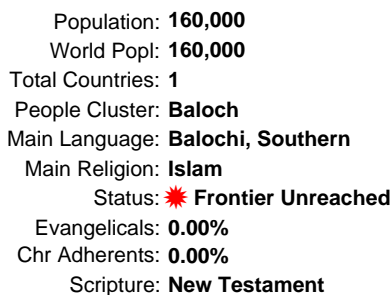 Population: 160,000
World Popl: 160,000
Total Countries: 1
People Cluster: Baloch
Main Language: Balochi, Southern
Main Religion: Islam
Status: Frontier Unreached
Evangelicals: 0.00%
Chr Adherents: 0.00%
Scripture: New Testament